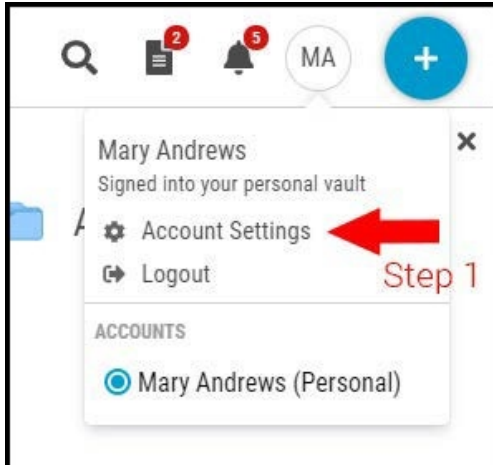 2
5
MA
+
Mary Andrews
Signed into your personal vault
Account Settings
Step 1
Logout
ACCOUNTS
Mary Andrews (Personal)